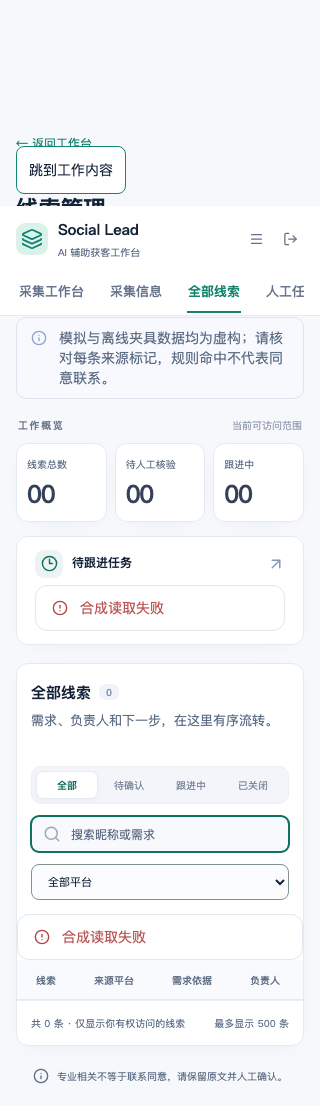 ← 返回工作台
跳到工作内容
线索管理
Social Lead
AI 辅助获客工作台
采集工作台 采集信息 全部线索 人工任
模拟与离线夹具数据均为虚构；请核
对每条来源标记，规则命中不代表同
意联系。
工作概览 当前可访问范围
线索总数 待人工核验 跟进中
00 00 00
待跟进任务
合成读取失败
全部线索 0
需求、负责人和下一步，在这里有序流转。
全部 待确认 跟进中 已关闭
搜索昵称或需求
全部平台
合成读取失败
线索 来源平台 需求依据 负责人
共 0 条 · 仅显示你有权访问的线索 最多显示 500 条
专业相关不等于联系同意，请保留原文并人工确认。